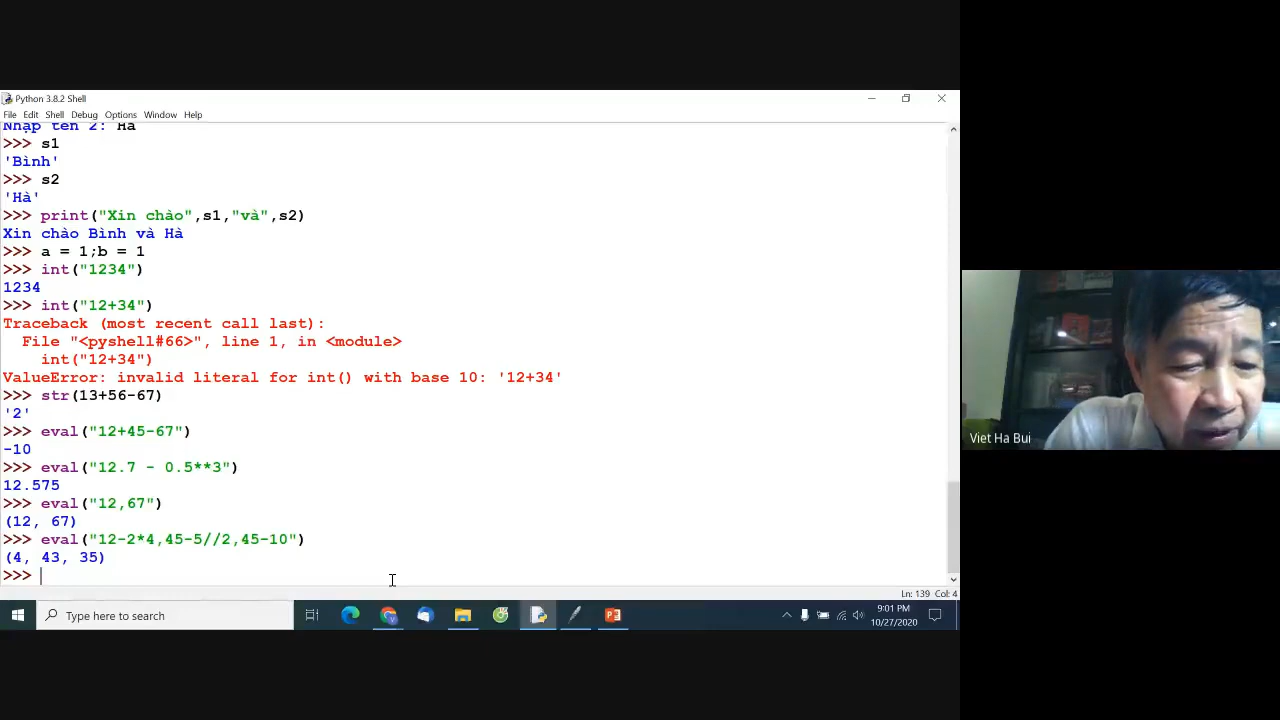 Python 3.8.2 Shell
File Edit Shell Debug Options Window Help
Nhập tên 2: Hà
>>> s1
'Bình'
>>> s2
'Hà'
>>> print("Xin chào",s1,"và",s2)
Xin chào Bình và Hà
>>> a = 1;b = 1
>>> int("1234")
1234
>>> int("12+34")
Traceback (most recent call last):
  File "<pyshell#66>", line 1, in <module>
    int("12+34")
ValueError: invalid literal for int() with base 10: '12+34'
>>> str(13+56-67)
'2'
>>> eval("12+45-67")
-10
>>> eval("12.7 - 0.5**3")
12.575
>>> eval("12,67")
(12, 67)
>>> eval("12-2*4,45-5//2,45-10")
(4, 43, 35)
>>>
Ln: 139 Col: 4
Type here to search
9:01 PM
10/27/2020
Viet Ha Bui